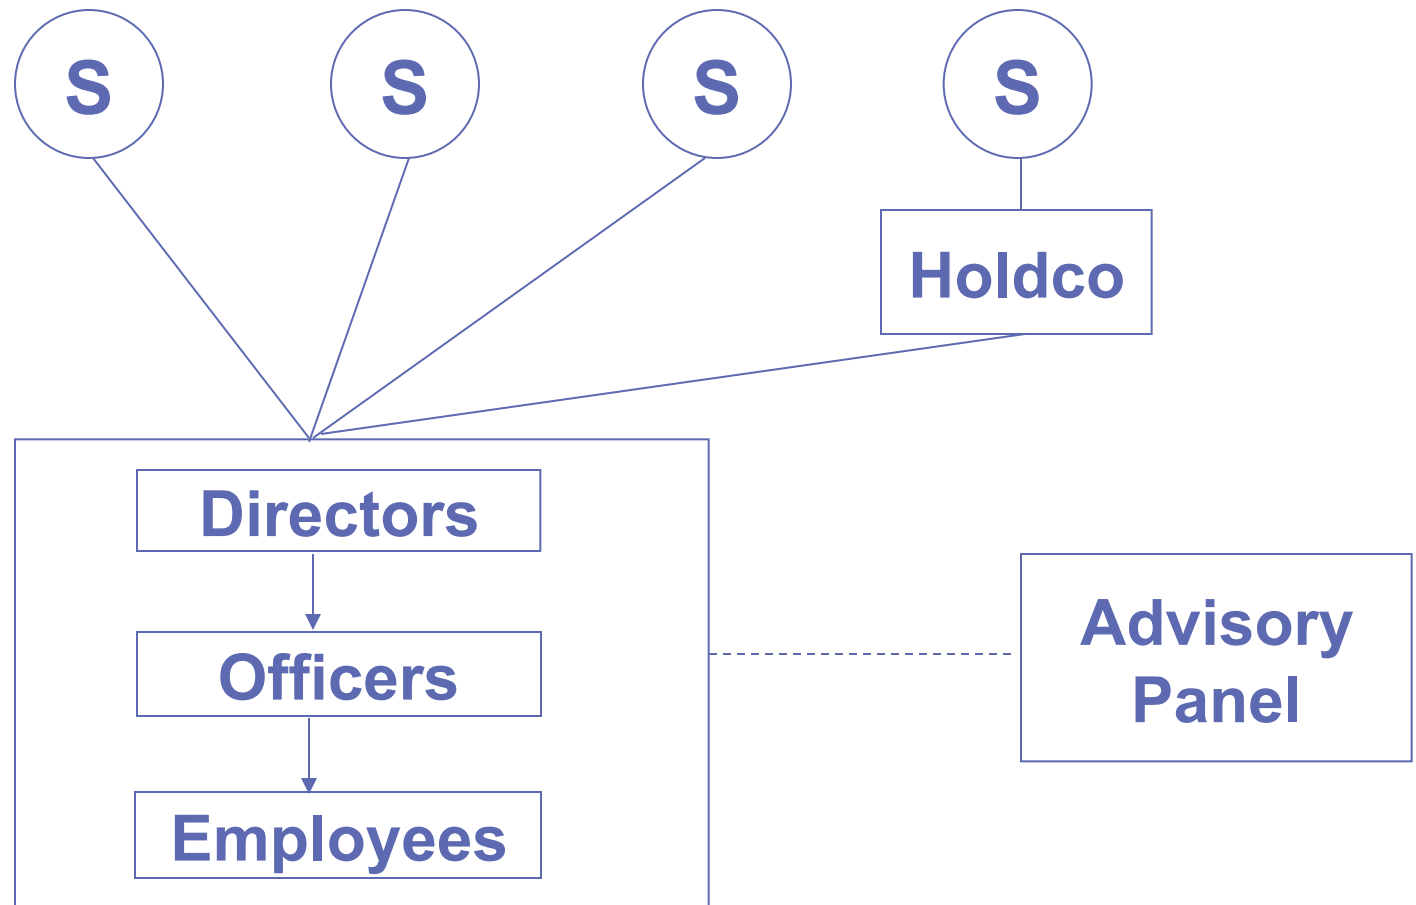 S
S
S
S
Holdco
Directors
Officers
Employees
Advisory
Panel